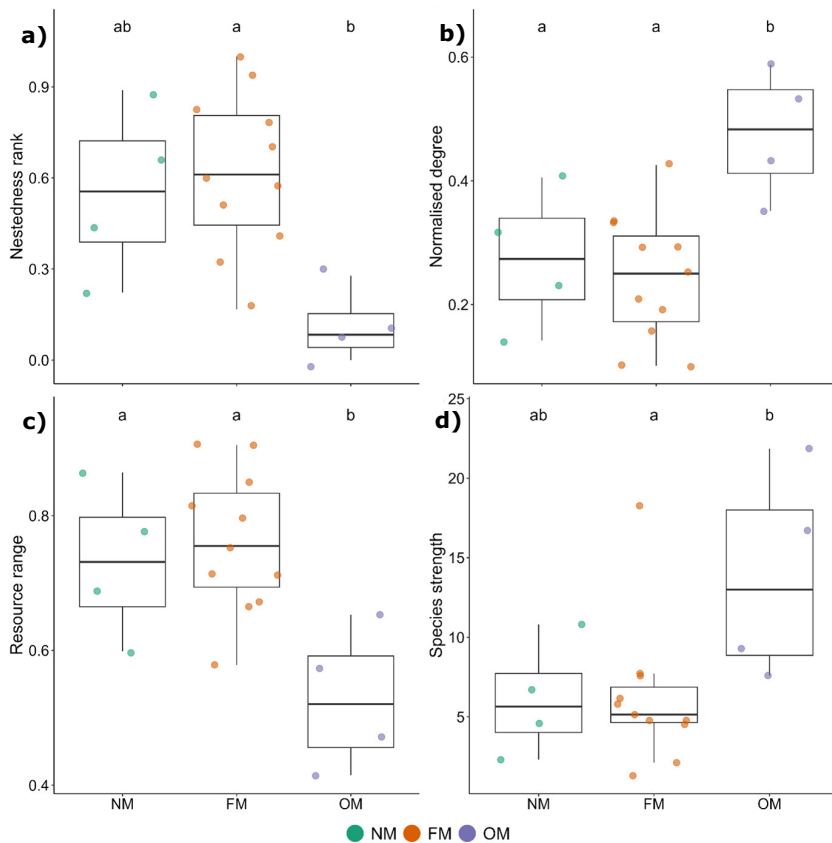 a)
ab a b
Nestedness rank
0.9
0.6
0.3
0.0
b)
a a b
Normalised degree
0.6
0.4
0.2
c)
a a b
Resource range
0.8
0.6
0.4
NM FM OM
d)
ab a b
Species strength
25
20
15
10
5
NM FM OM
NM FM OM